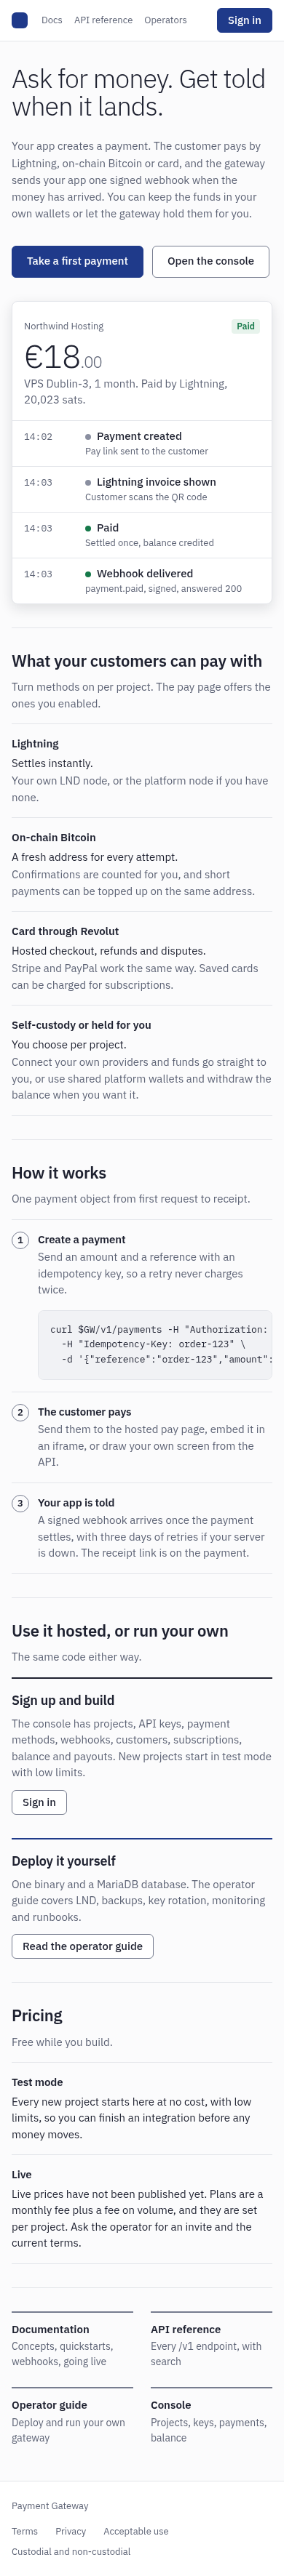 Docs API reference Operators Sign in
Ask for money. Get told
when it lands.
Your app creates a payment. The customer pays by
Lightning, on-chain Bitcoin or card, and the gateway
sends your app one signed webhook when the
money has arrived. You can keep the funds in your
own wallets or let the gateway hold them for you.
Take a first payment Open the console
Northwind Hosting Paid
€18.00
VPS Dublin-3, 1 month. Paid by Lightning,
20,023 sats.
14:02 Payment created
Pay link sent to the customer
14:03 Lightning invoice shown
Customer scans the QR code
14:03 Paid
Settled once, balance credited
14:03 Webhook delivered
payment.paid, signed, answered 200
What your customers can pay with
Turn methods on per project. The pay page offers the
ones you enabled.
Lightning
Settles instantly.
Your own LND node, or the platform node if you have
none.
On-chain Bitcoin
A fresh address for every attempt.
Confirmations are counted for you, and short
payments can be topped up on the same address.
Card through Revolut
Hosted checkout, refunds and disputes.
Stripe and PayPal work the same way. Saved cards
can be charged for subscriptions.
Self-custody or held for you
You choose per project.
Connect your own providers and funds go straight to
you, or use shared platform wallets and withdraw the
balance when you want it.
How it works
One payment object from first request to receipt.
1 Create a payment
Send an amount and a reference with an
idempotency key, so a retry never charges
twice.
curl $GW/v1/payments -H "Authorization:
-H "Idempotency-Key: order-123" \
-d '{"reference":"order-123","amount":
2 The customer pays
Send them to the hosted pay page, embed it in
an iframe, or draw your own screen from the
API.
3 Your app is told
A signed webhook arrives once the payment
settles, with three days of retries if your server
is down. The receipt link is on the payment.
Use it hosted, or run your own
The same code either way.
Sign up and build
The console has projects, API keys, payment
methods, webhooks, customers, subscriptions,
balance and payouts. New projects start in test mode
with low limits.
Sign in
Deploy it yourself
One binary and a MariaDB database. The operator
guide covers LND, backups, key rotation, monitoring
and runbooks.
Read the operator guide
Pricing
Free while you build.
Test mode
Every new project starts here at no cost, with low
limits, so you can finish an integration before any
money moves.
Live
Live prices have not been published yet. Plans are a
monthly fee plus a fee on volume, and they are set
per project. Ask the operator for an invite and the
current terms.
Documentation
Concepts, quickstarts,
webhooks, going live
API reference
Every /v1 endpoint, with
search
Operator guide
Deploy and run your own
gateway
Console
Projects, keys, payments,
balance
Payment Gateway
Terms Privacy Acceptable use
Custodial and non-custodial